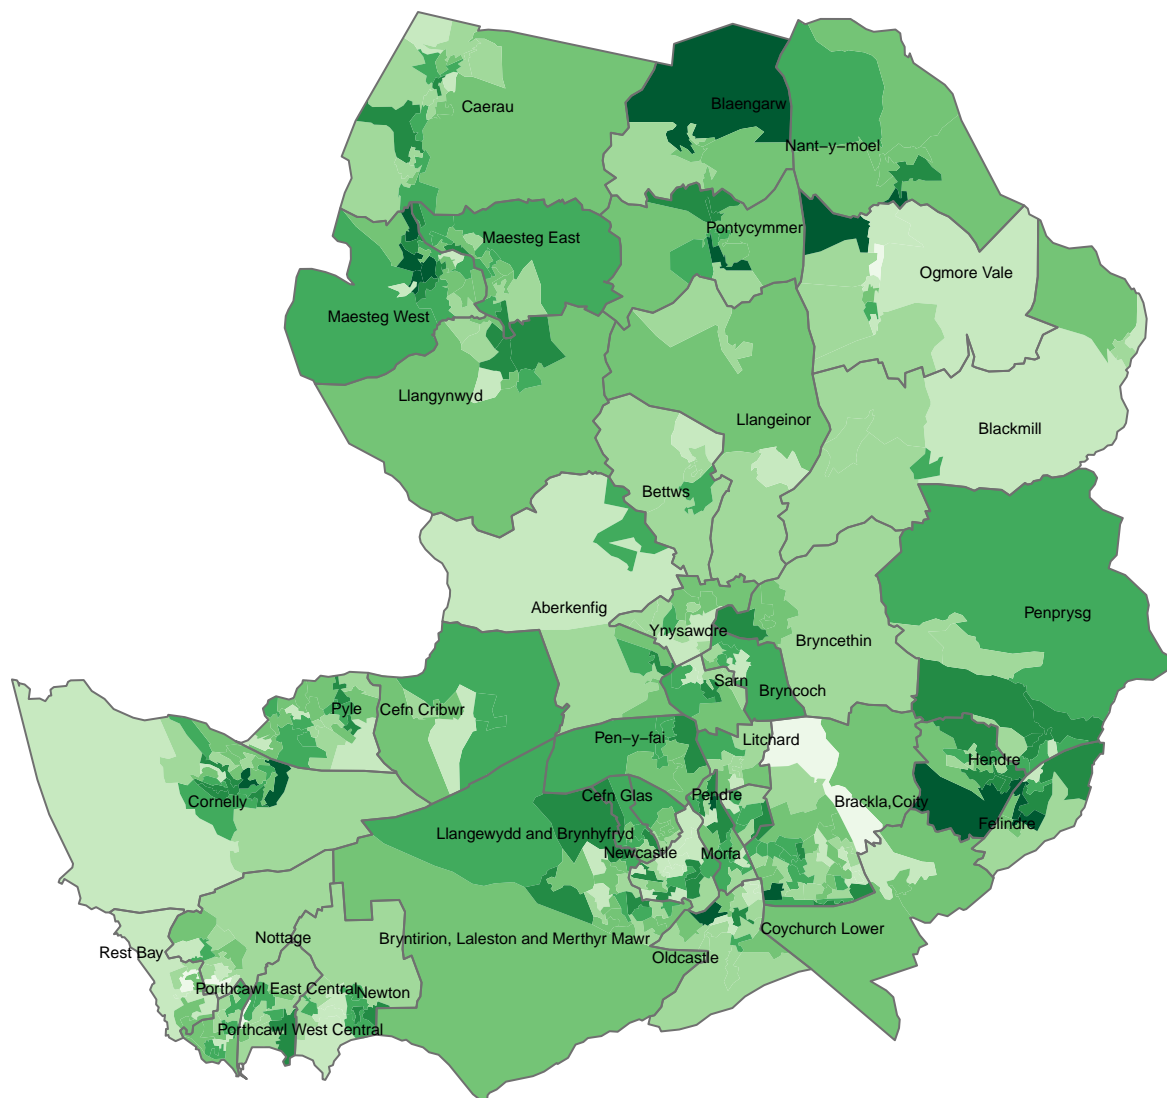 Caerau
Blaengarw
Nant-y-moel
Pontycymmer
Maesteg East
Ogmore Vale
Maesteg West
Llangynwyd
Llangeinor
Blackmill
Bettws
Aberkenfig
Penprysg
Ynysawdre
Bryncethin
Sarn
Bryncoch
Pyle
Cefn Cribwr
Pen-y-fai
Litchard
Hendre
Cefn Glas
Pendre
Cornelly
Brackla,Coity
Felindre
Llangewydd and Brynhyfryd
Newcastle
Morfa
Coychurch Lower
Nottage
Bryntirion, Laleston and Merthyr Mawr
Rest Bay
Oldcastle
Porthcawl East Central
Newton
Porthcawl West Central